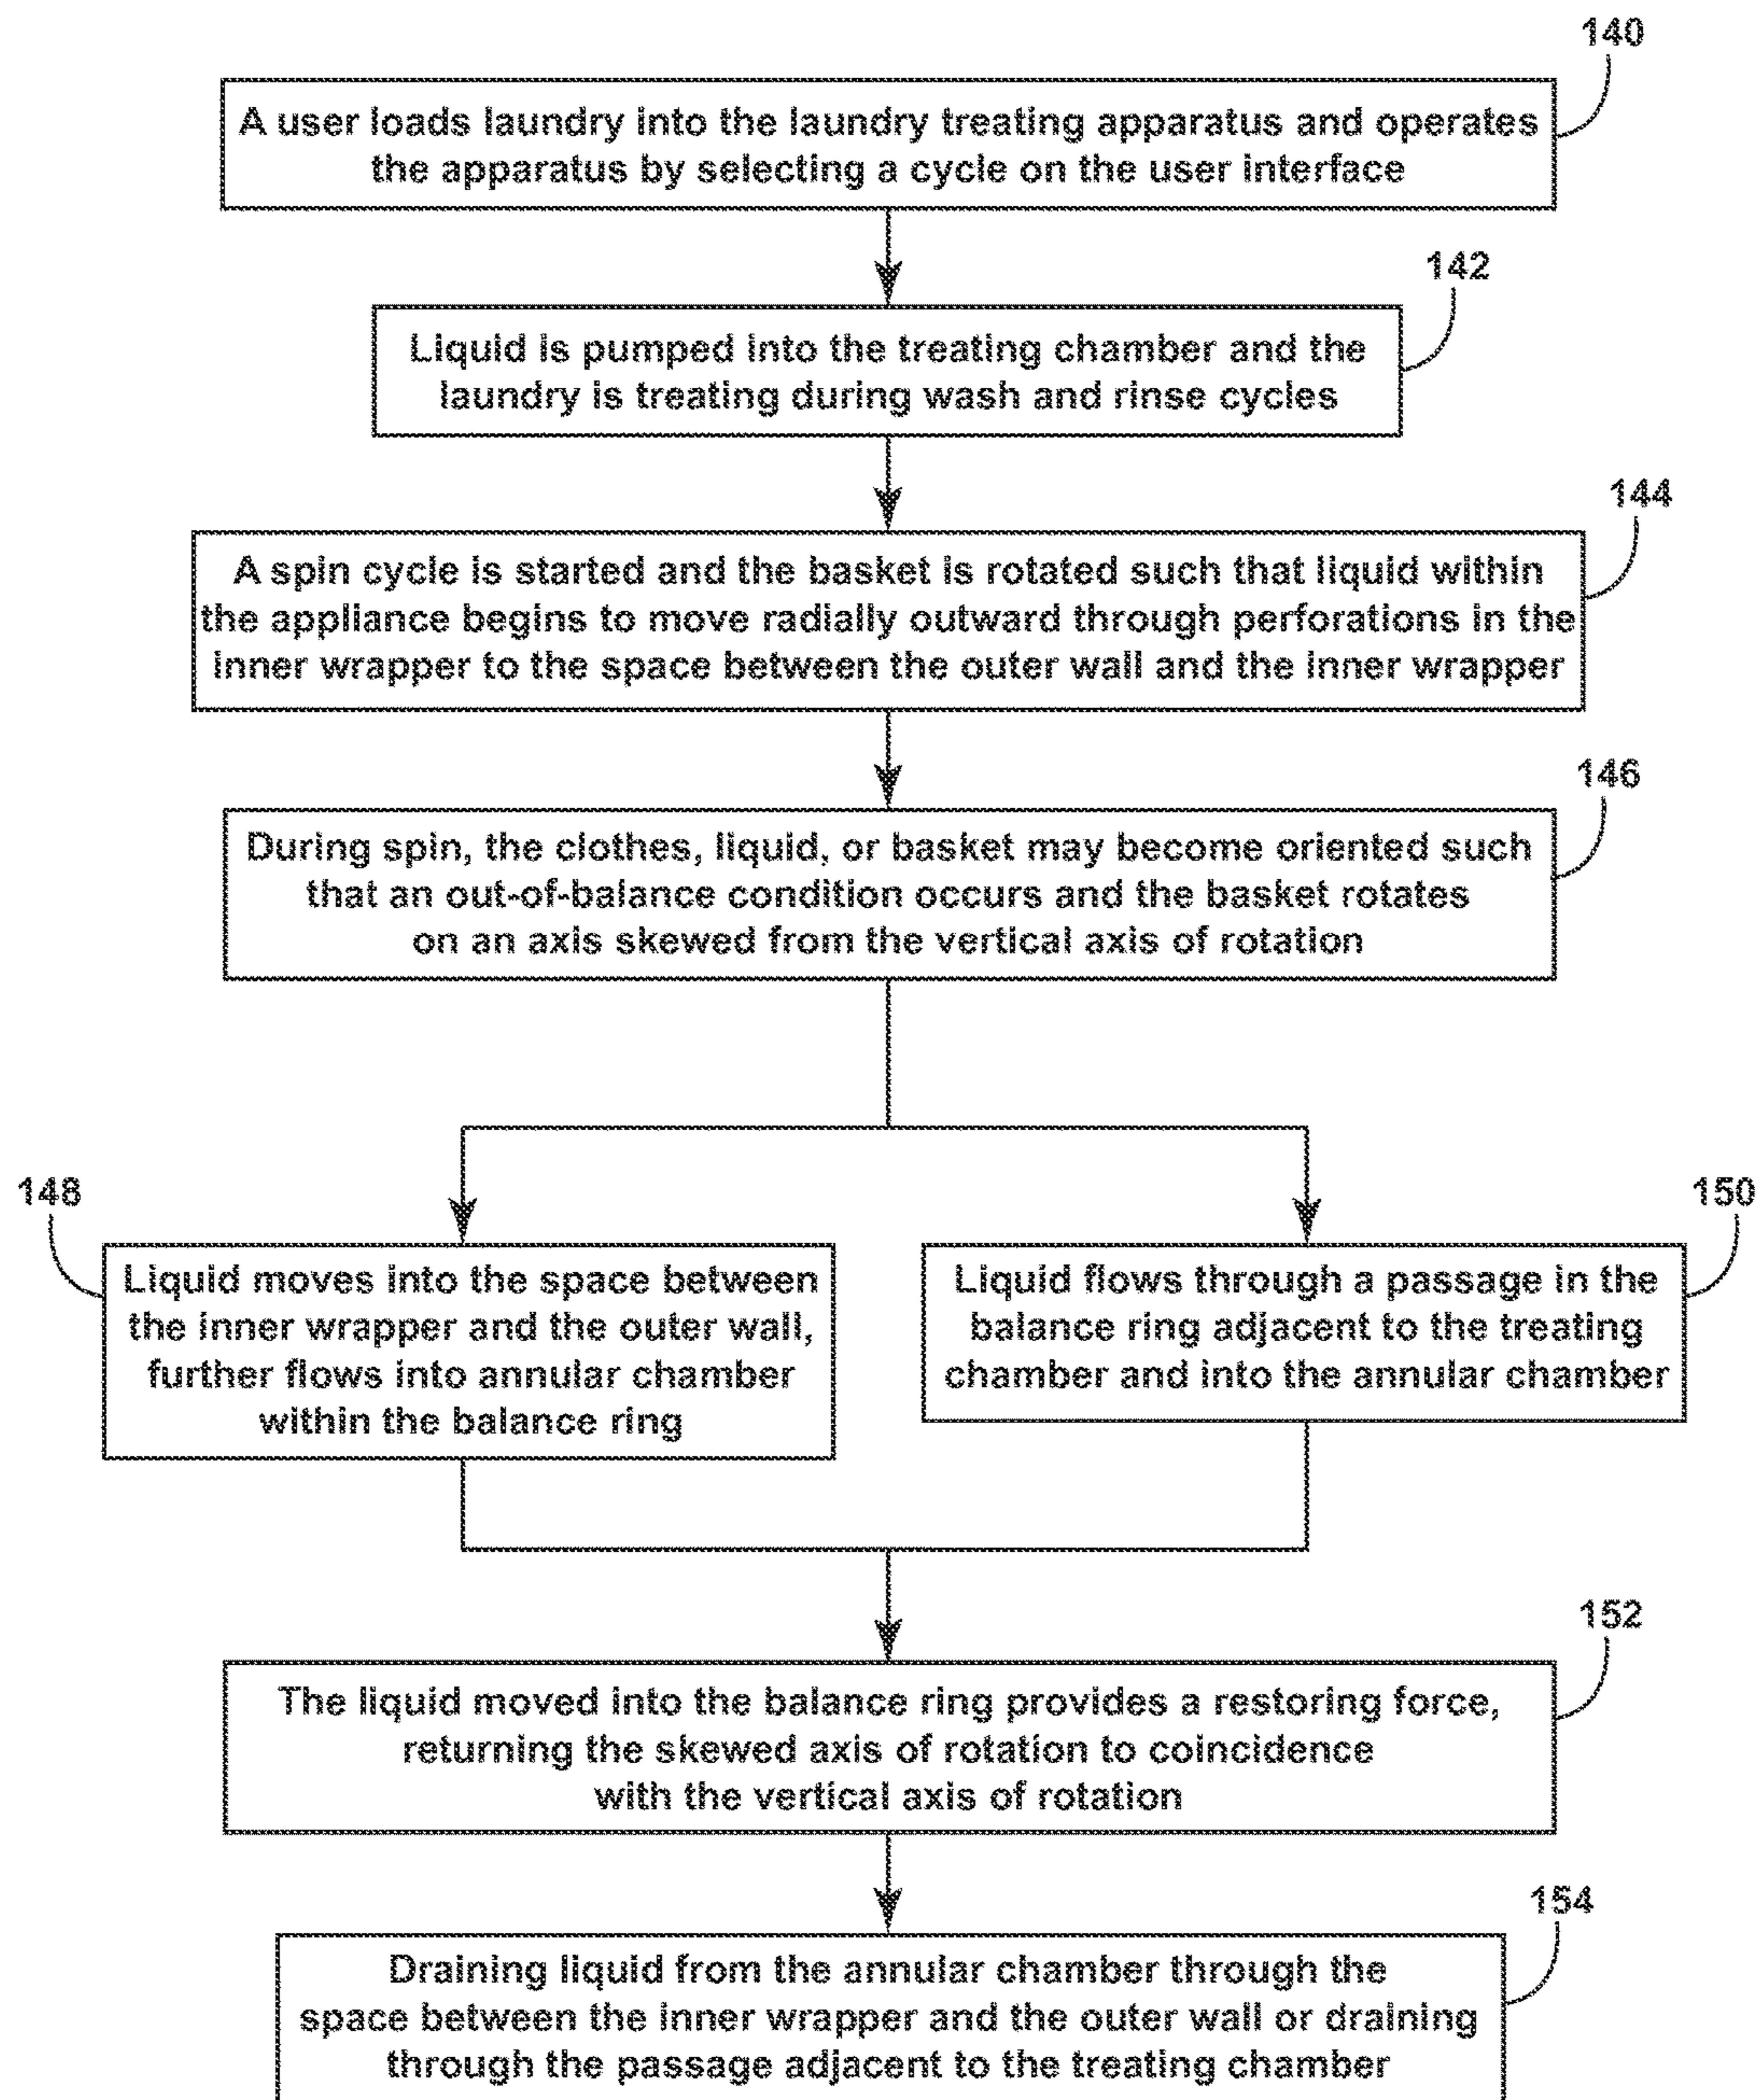 140
A user loads laundry into the laundry treating apparatus and operates
the apparatus by selecting a cycle on the user interface
142
Liquid is pumped into the treating chamber and the
laundry is treating during wash and rinse cycles
144
A spin cycle is started and the basket is rotated such that liquid within
the appliance begins to move radially outward through perforations in the
inner wrapper to the space between the outer wall and the inner wrapper
146
During spin, the clothes, liquid, or basket may become oriented such
that an out-of-balance condition occurs and the basket rotates
on an axis skewed from the vertical axis of rotation
148
Liquid moves into the space between
the inner wrapper and the outer wall,
further flows into annular chamber
within the balance ring
150
Liquid flows through a passage in the
balance ring adjacent to the treating
chamber and into the annular chamber
152
The liquid moved into the balance ring provides a restoring force,
returning the skewed axis of rotation to coincidence
with the vertical axis of rotation
154
Draining liquid from the annular chamber through the
space between the inner wrapper and the outer wall or draining
through the passage adjacent to the treating chamber